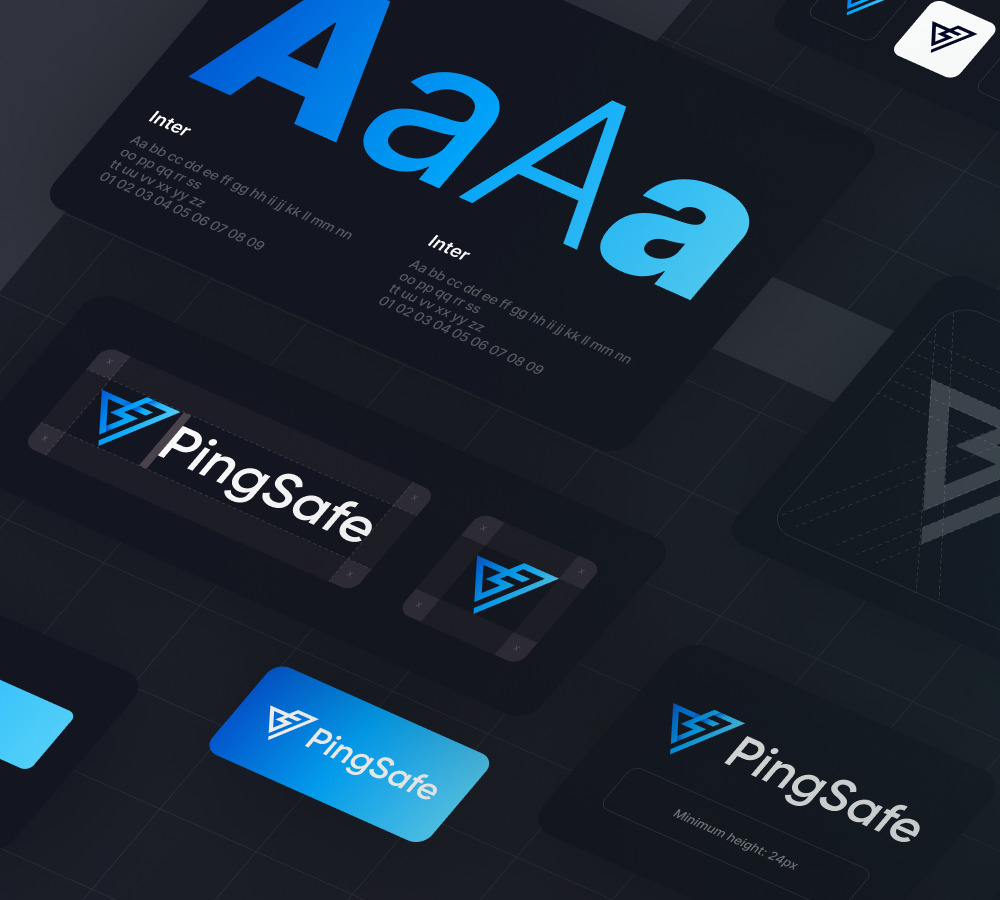 AaAa
Inter
Aa bb cc dd ee ff gg hh ii jj kk ll mm nn
oo pp qq rr ss
tt uu vv xx yy zz
01 02 03 04 05 06 07 08 09
Inter
Aa bb cc dd ee ff gg hh ii jj kk ll mm nn
oo pp qq rr ss
tt uu vv xx yy zz
01 02 03 04 05 06 07 08 09
x
x
PingSafe
x
x
x
x
x
x
PingSafe
PingSafe
Minimum height: 24px